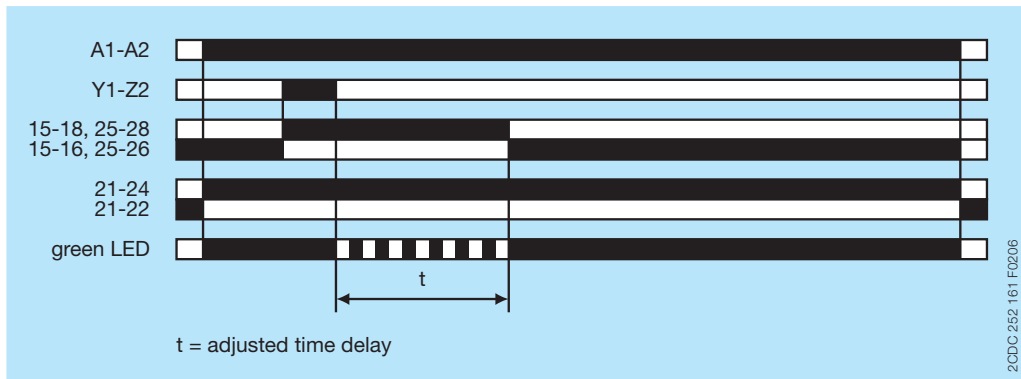 A1-A2
Y1-Z2
15-18, 25-28
15-16, 25-26
21-24
21-22
green LED
t
t = adjusted time delay
2CDC 252 161 F0206